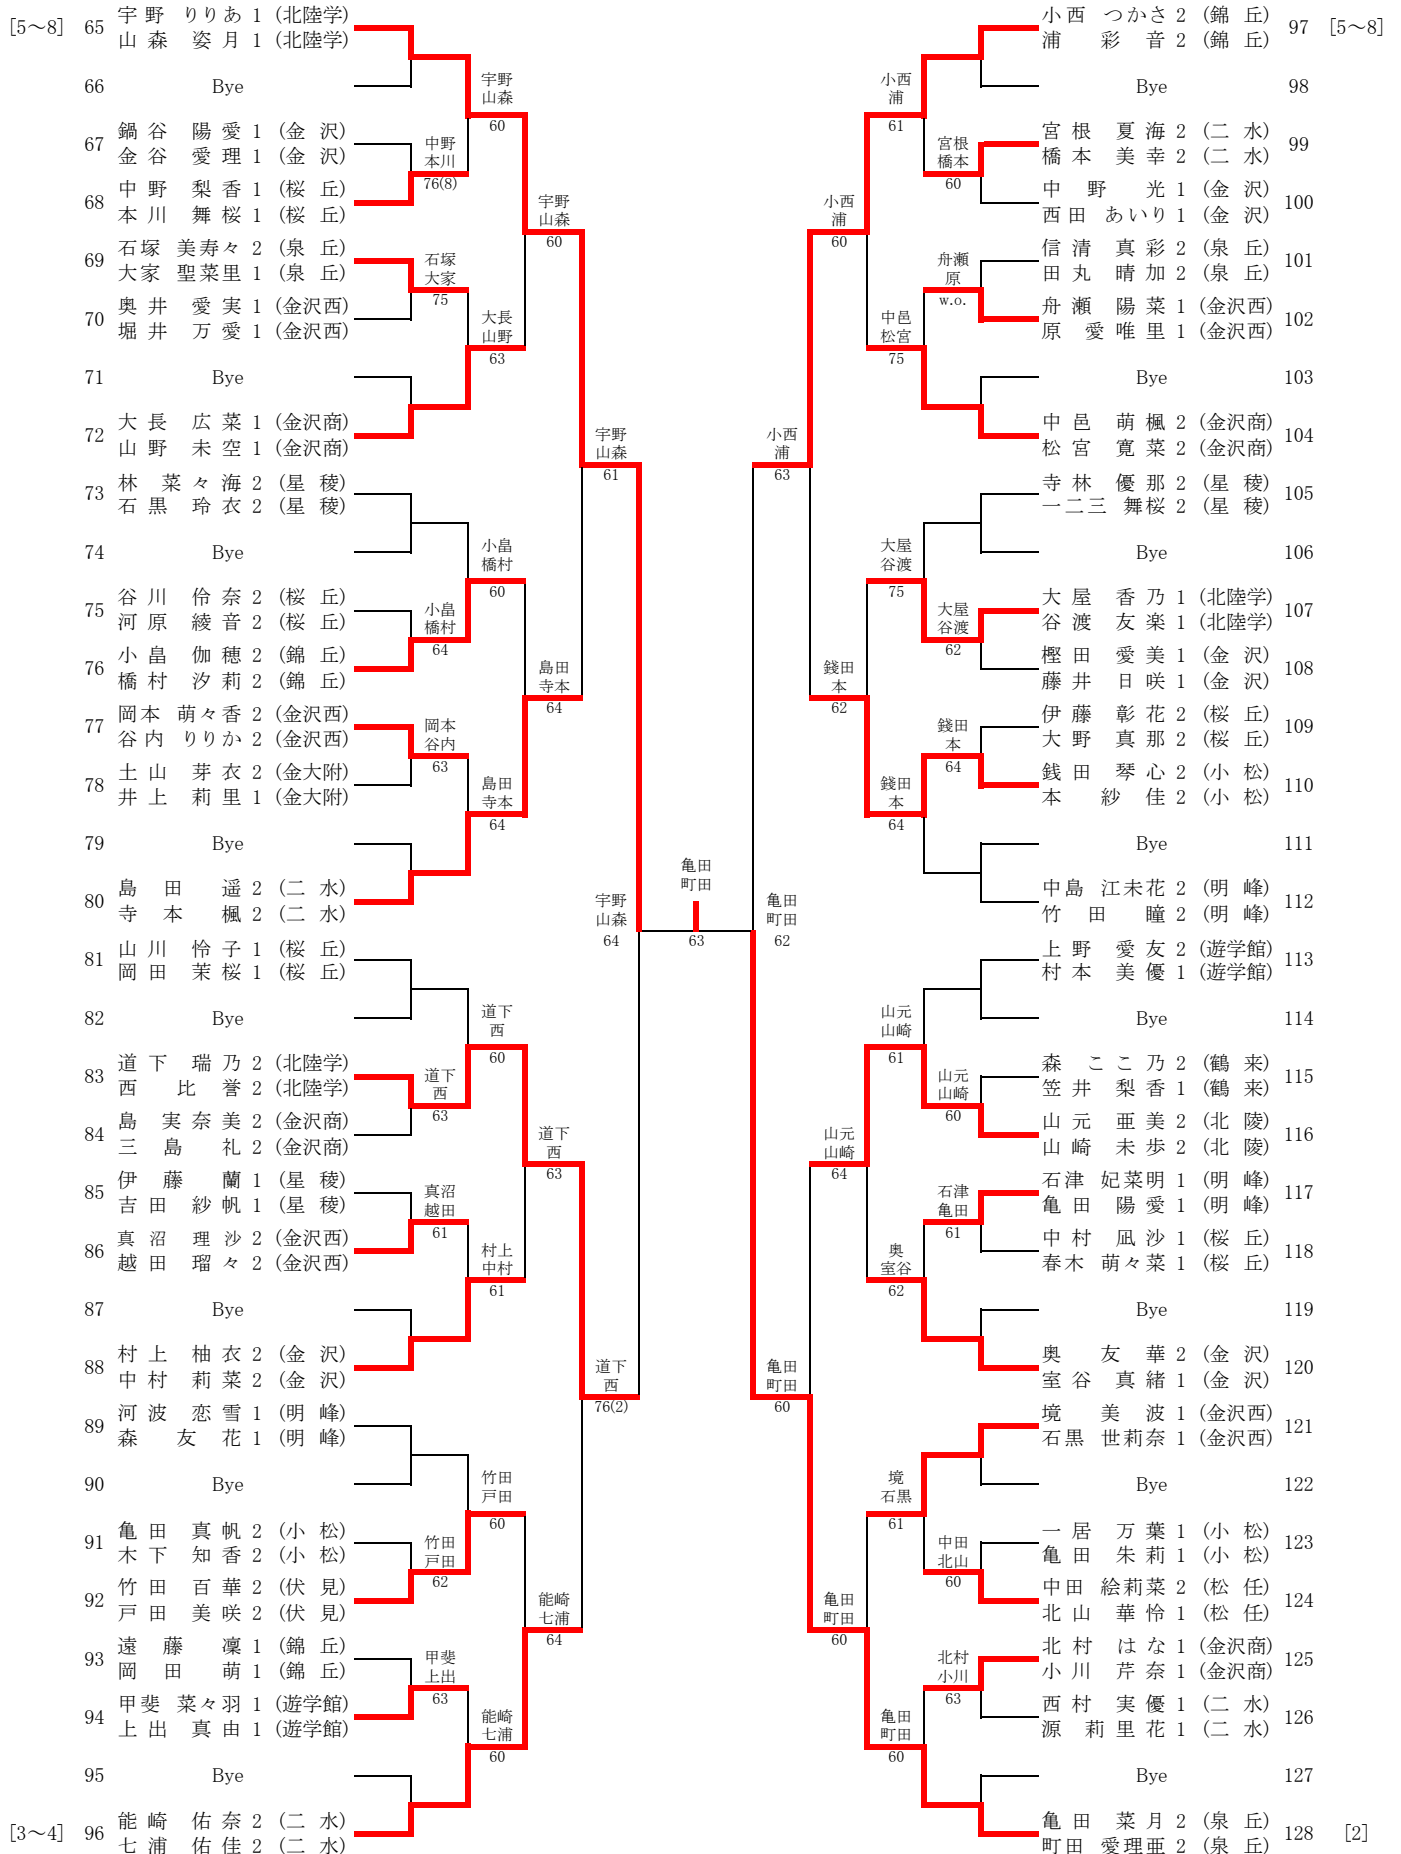 [5～8] 65 宇野 りりあ 1 (北陸学)
山森 姿月 1 (北陸学)
66 Bye
宇野
山森
60
67 鍋谷 陽愛 1 (金 沢)
金谷 愛理 1 (金 沢)
中野
本川
76(8)
68 中野 梨香 1 (桜 丘)
本川 舞桜 1 (桜 丘)
宇野
山森
60
69 石塚 美寿々 2 (泉 丘)
大家 聖菜里 1 (泉 丘)
石塚
大家
75
70 奥井 愛実 1 (金沢西)
堀井 万愛 1 (金沢西)
大長
山野
63
71 Bye
72 大長 広菜 1 (金沢商)
山野 未空 1 (金沢商)
宇野
山森
61
73 林 菜々海 2 (星 稜)
石黒 玲衣 2 (星 稜)
74 Bye
小畠
橋村
60
75 谷川 伶奈 2 (桜 丘)
河原 綾音 2 (桜 丘)
小畠
橋村
64
76 小畠 伽穂 2 (錦 丘)
橋村 汐莉 2 (錦 丘)
島田
寺本
64
77 岡本 萌々香 2 (金沢西)
谷内 りりか 2 (金沢西)
岡本
谷内
63
78 土山 芽衣 2 (金大附)
井上 莉里 1 (金大附)
島田
寺本
64
79 Bye
80 島田 遥 2 (二 水)
寺本 楓 2 (二 水)
宇野
山森
64
81 山川 怜子 1 (桜 丘)
岡田 茉桜 1 (桜 丘)
82 Bye
道下
西
60
83 道下 瑞乃 2 (北陸学)
西 比誉 2 (北陸学)
道下
西
63
84 島 実奈美 2 (金沢商)
三島 礼 2 (金沢商)
道下
西
63
85 伊藤 蘭 1 (星 稜)
吉田 紗帆 1 (星 稜)
真沼
越田
61
86 真沼 理沙 2 (金沢西)
越田 瑠々 2 (金沢西)
村上
中村
61
87 Bye
88 村上 柚衣 2 (金 沢)
中村 莉菜 2 (金 沢)
道下
西
76(2)
89 河波 恋雪 1 (明 峰)
森 友花 1 (明 峰)
90 Bye
竹田
戸田
60
91 亀田 真帆 2 (小 松)
木下 知香 2 (小 松)
竹田
戸田
62
92 竹田 百華 2 (伏 見)
戸田 美咲 2 (伏 見)
能崎
七浦
64
93 遠藤 凜 1 (錦 丘)
岡田 萌 1 (錦 丘)
甲斐
上出
63
94 甲斐 菜々羽 1 (遊学館)
上出 真由 1 (遊学館)
能崎
七浦
60
95 Bye
[3～4] 96 能崎 佑奈 2 (二 水)
七浦 佑佳 2 (二 水)
亀田
町田
63
小西 つかさ 2 (錦 丘) 97 [5～8]
浦 彩音 2 (錦 丘)
Bye 98
小西
浦
61
宮根 夏海 2 (二 水) 99
橋本 美幸 2 (二 水)
宮根
橋本
60
中野 光 1 (金 沢) 100
西田 あいり 1 (金 沢)
小西
浦
60
信清 真彩 2 (泉 丘) 101
田丸 晴加 2 (泉 丘)
舟瀬
原
w.o.
舟瀬 陽菜 1 (金沢西) 102
原 愛唯里 1 (金沢西)
中邑
松宮
75
Bye 103
中邑 萌楓 2 (金沢商) 104
松宮 寛菜 2 (金沢商)
小西
浦
63
寺林 優那 2 (星 稜) 105
一二三 舞桜 2 (星 稜)
Bye 106
大屋
谷渡
75
大屋 香乃 1 (北陸学) 107
谷渡 友楽 1 (北陸学)
大屋
谷渡
62
樫田 愛美 1 (金 沢) 108
藤井 日咲 1 (金 沢)
錢田
本
62
伊藤 彰花 2 (桜 丘) 109
大野 真那 2 (桜 丘)
錢田
本
64
銭田 琴心 2 (小 松) 110
本 紗佳 2 (小 松)
錢田
本
64
Bye 111
中島 江未花 2 (明 峰) 112
竹田 瞳 2 (明 峰)
亀田
町田
62
上野 愛友 2 (遊学館) 113
村本 美優 1 (遊学館)
Bye 114
山元
山崎
61
森 ここ乃 2 (鶴 来) 115
笠井 梨香 1 (鶴 来)
山元
山崎
60
山元 亜美 2 (北 陵) 116
山崎 未歩 2 (北 陵)
山元
山崎
64
石津 妃菜明 1 (明 峰) 117
亀田 陽愛 1 (明 峰)
石津
亀田
61
中村 凪沙 1 (桜 丘) 118
春木 萌々菜 1 (桜 丘)
奥
室谷
62
Bye 119
奥 友華 2 (金 沢) 120
室谷 真緒 1 (金 沢)
亀田
町田
60
境 美波 1 (金沢西) 121
石黒 世莉奈 1 (金沢西)
Bye 122
境
石黒
61
一居 万葉 1 (小 松) 123
亀田 朱莉 1 (小 松)
中田
北山
60
中田 絵莉菜 2 (松 任) 124
北山 華怜 1 (松 任)
亀田
町田
60
北村 はな 1 (金沢商) 125
小川 芹奈 1 (金沢商)
北村
小川
63
西村 実優 1 (二 水) 126
源 莉里花 1 (二 水)
亀田
町田
60
Bye 127
亀田 菜月 2 (泉 丘) 128 [2]
町田 愛理亜 2 (泉 丘)